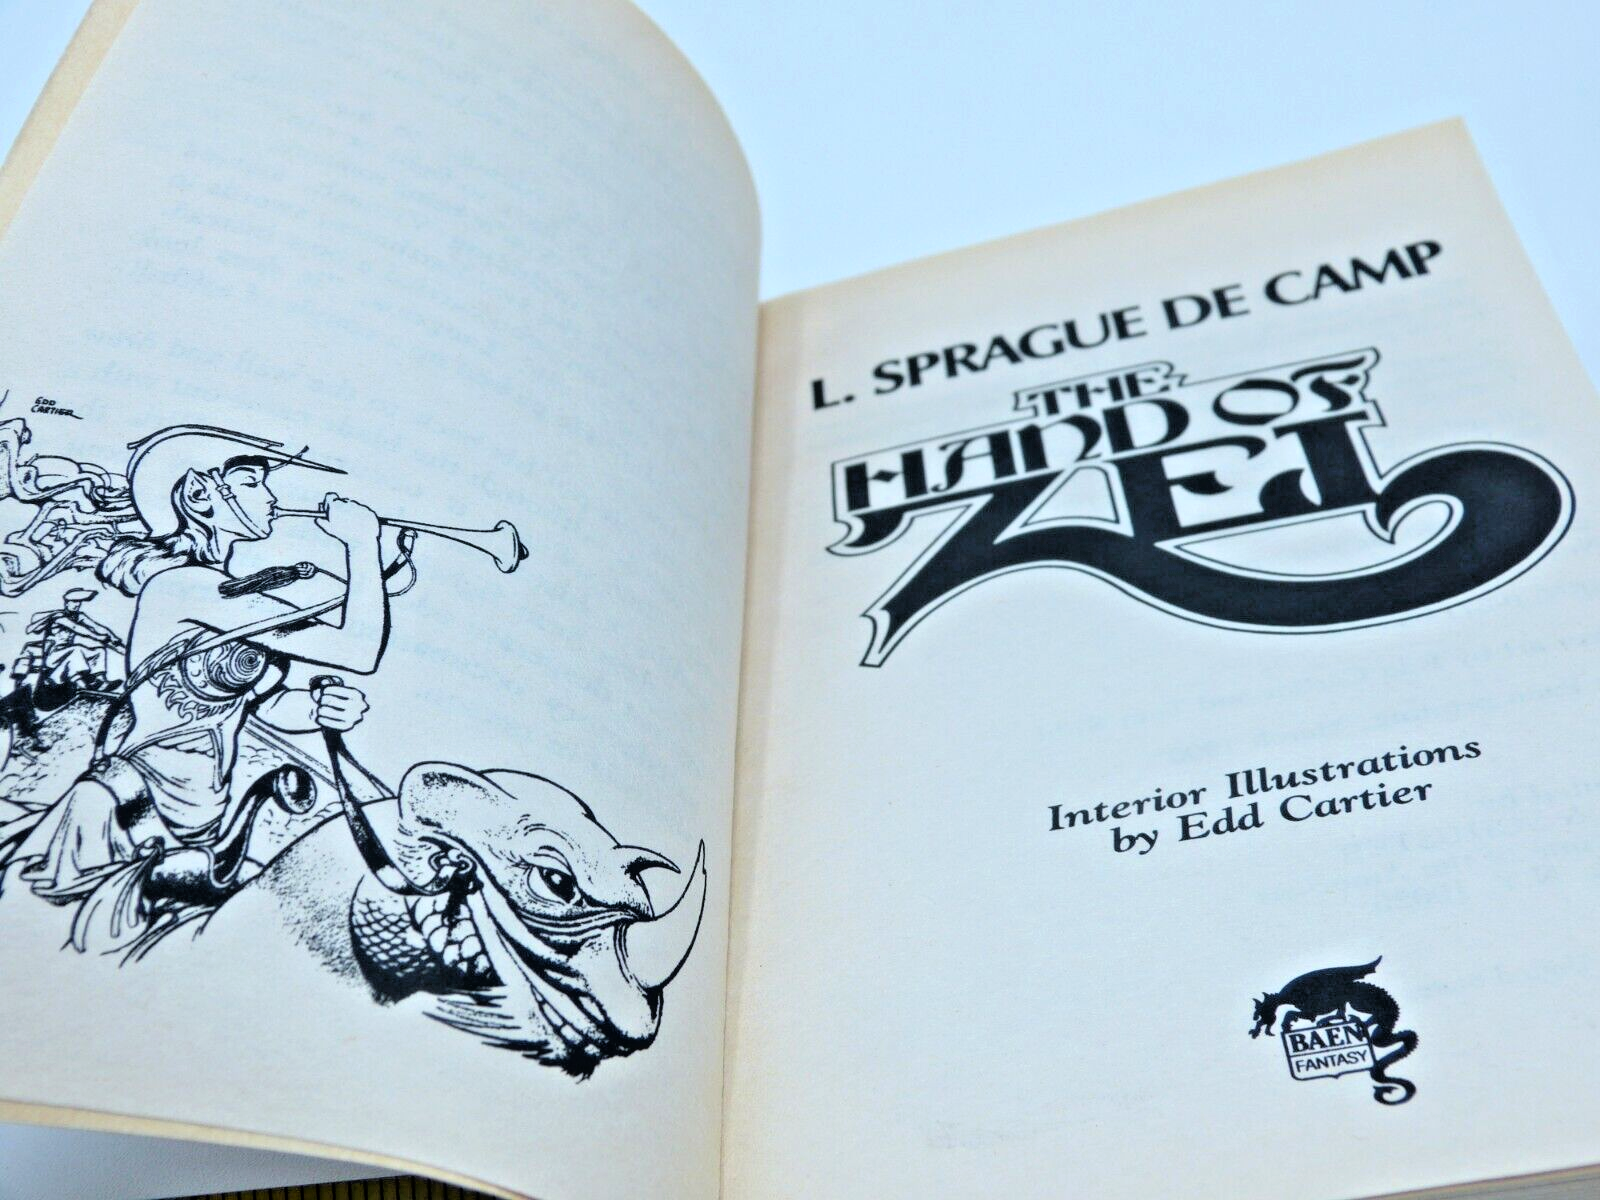 EDD
CARTIER
L. SPRAGUE DE CAMP
THE
HAND OF
ZEI
Interior Illustrations
by Edd Cartier
BAEN
FANTASY